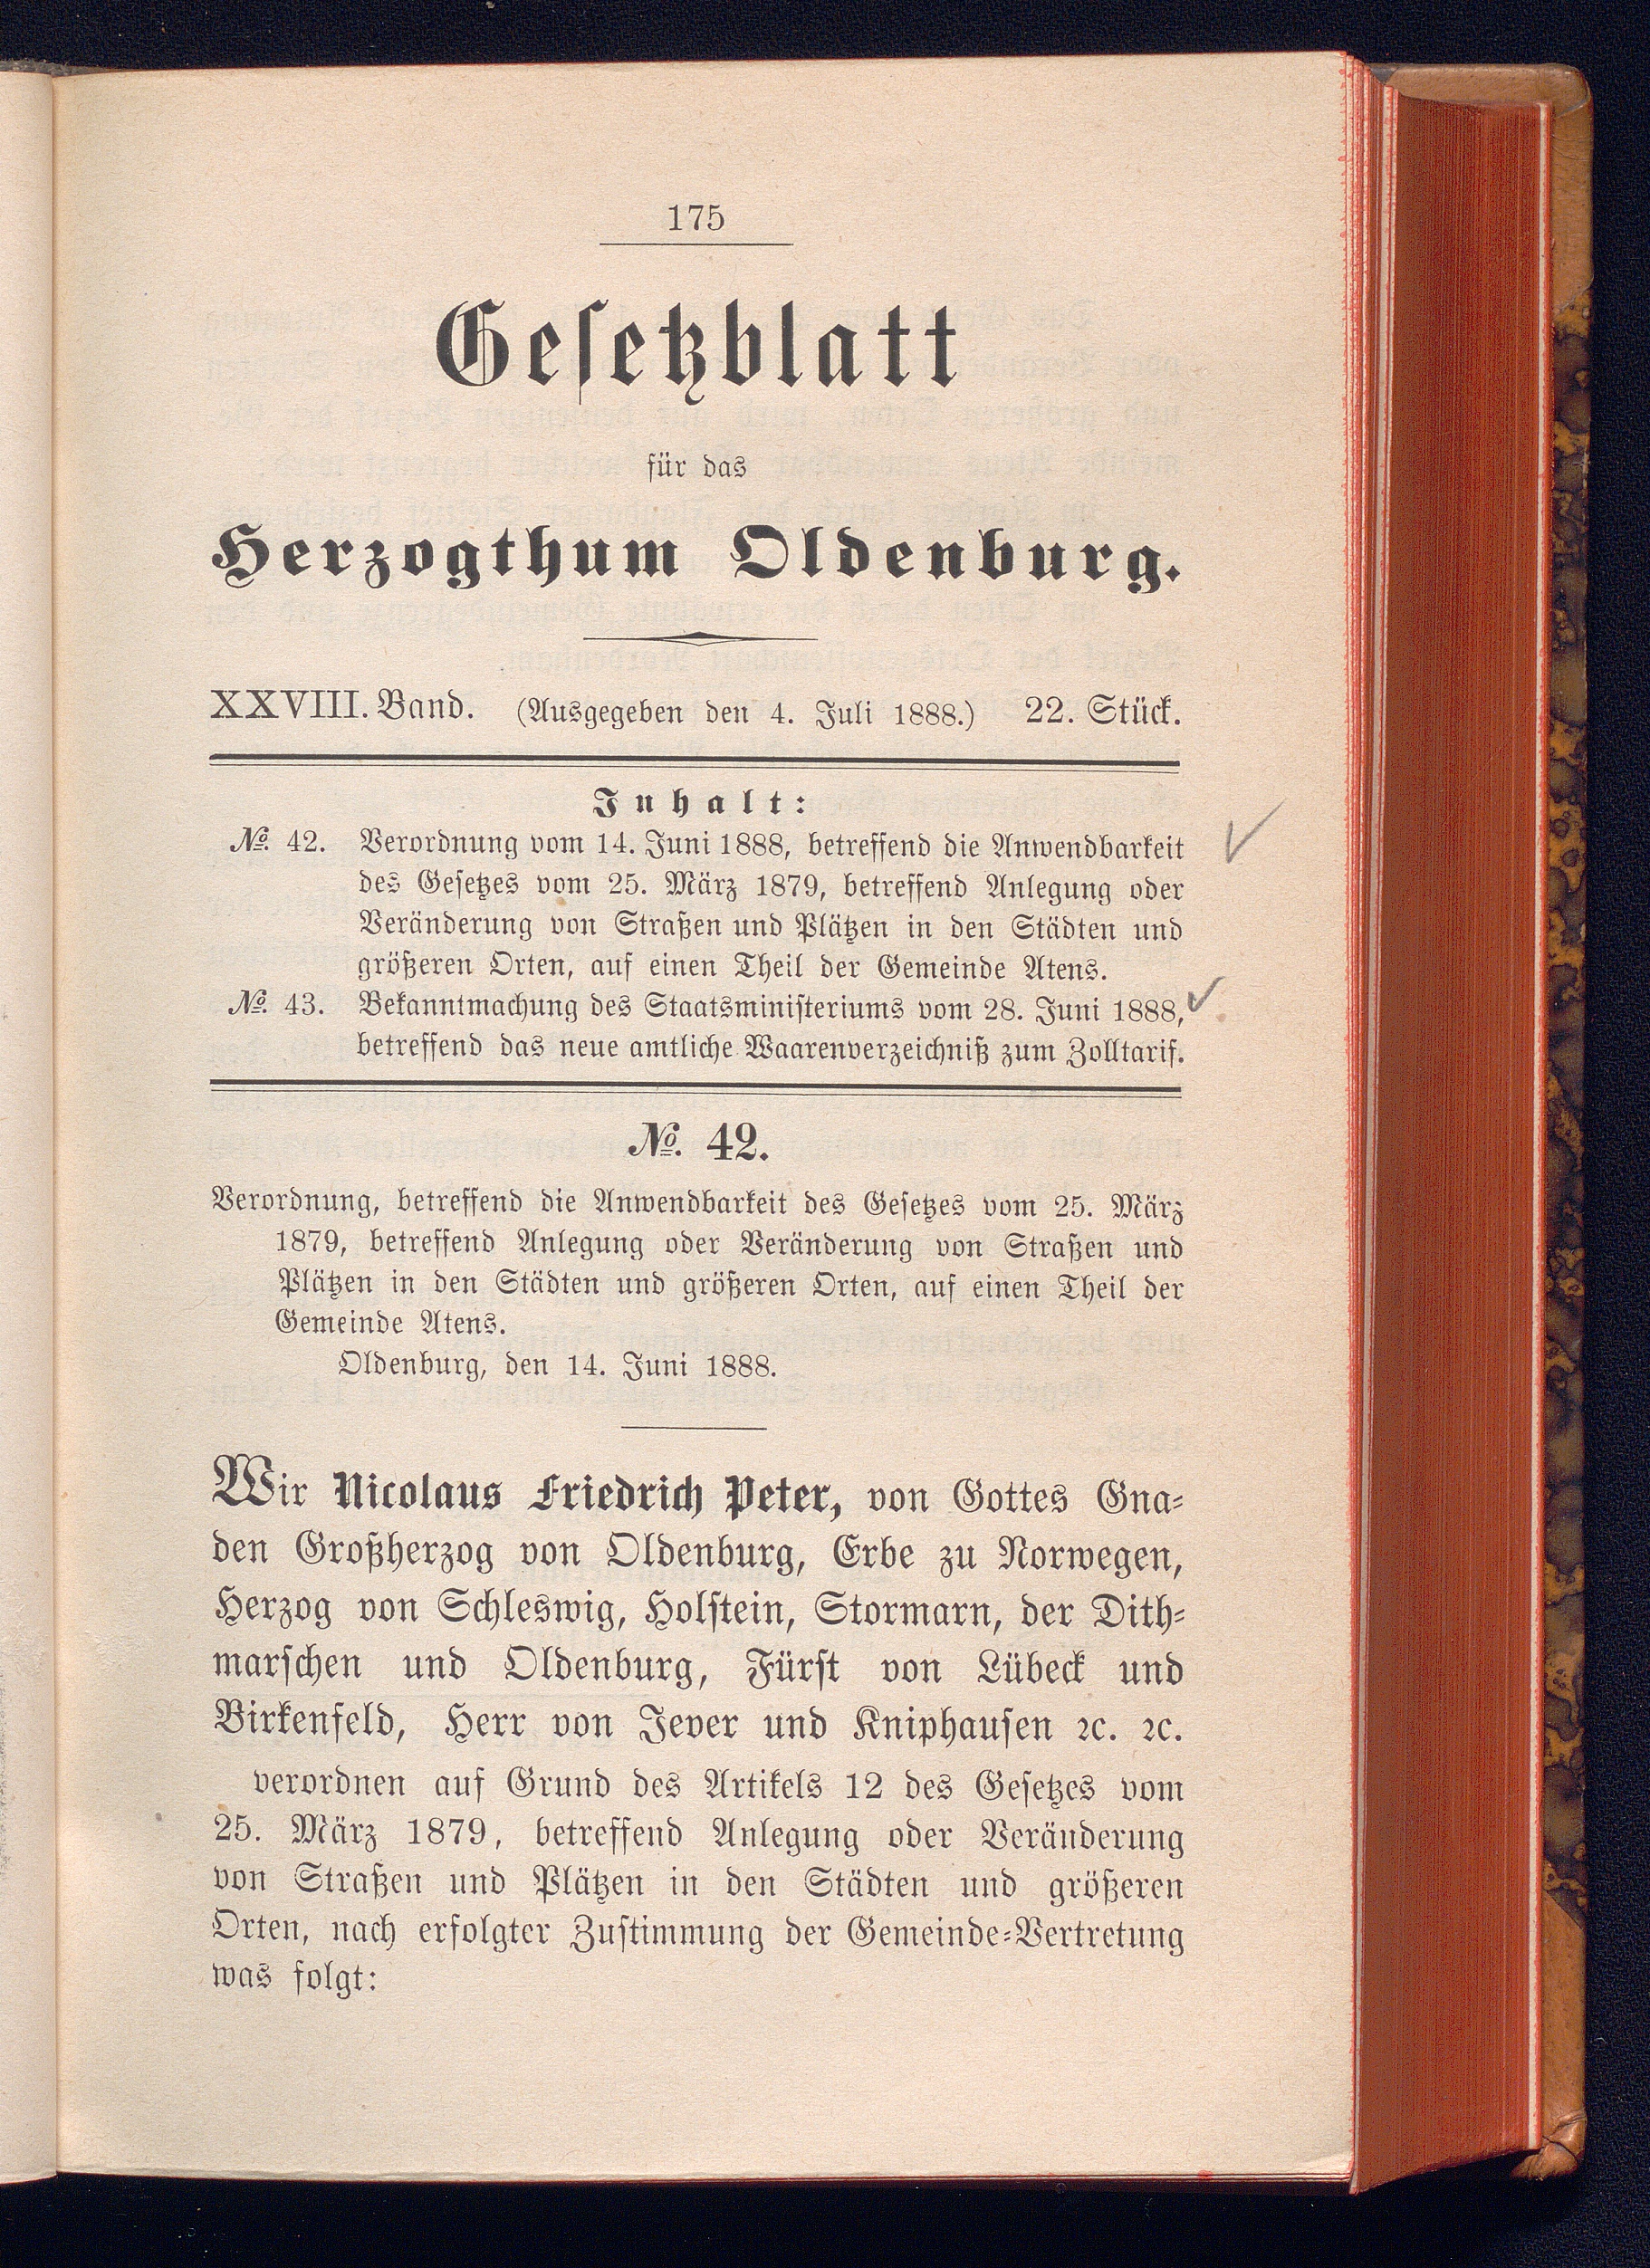 175
Gesetzblatt
für das
Herzogthum Oldenburg.
XXVIII. Band. (Ausgegeben den 4. Juli 1888.) 22. Stück.
Inhalt:
№. 42. Verordnung vom 14. Juni 1888, betreffend die Anwendbarkeit
des Gesetzes vom 25. März 1879, betreffend Anlegung oder
Veränderung von Straßen und Plätzen in den Städten und
größeren Orten, auf einen Theil der Gemeinde Atens.
№. 43. Bekanntmachung des Staatsministeriums vom 28. Juni 1888,
betreffend das neue amtliche Waarenverzeichniß zum Zolltarif.
№. 42.
Verordnung, betreffend die Anwendbarkeit des Gesetzes vom 25. März
1879, betreffend Anlegung oder Veränderung von Straßen und
Plätzen in den Städten und größeren Orten, auf einen Theil der
Gemeinde Atens.
Oldenburg, den 14. Juni 1888.
Wir Nicolaus Friedrich Peter, von Gottes Gna-
den Großherzog von Oldenburg, Erbe zu Norwegen,
Herzog von Schleswig, Holstein, Stormarn, der Dith-
marschen und Oldenburg, Fürst von Lübeck und
Birkenfeld, Herr von Jever und Kniphausen ꝛc. ꝛc.
verordnen auf Grund des Artikels 12 des Gesetzes vom
25. März 1879, betreffend Anlegung oder Veränderung
von Straßen und Plätzen in den Städten und größeren
Orten, nach erfolgter Zustimmung der Gemeinde-Vertretung
was folgt: